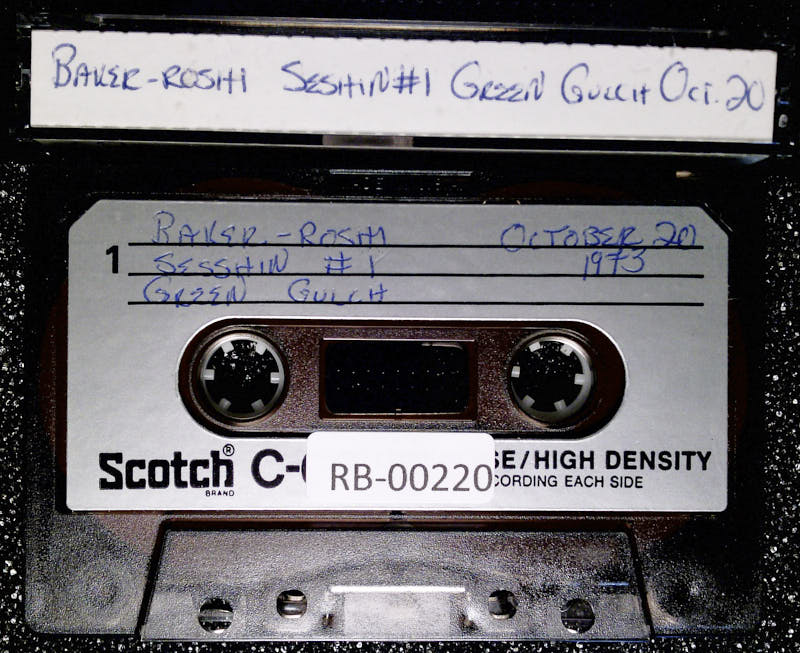 BAKER-ROSHI SESHIN #1 GREEN GULCH OCT. 20
BAKER-ROSHI OCTOBER 20
1 SESSHIN #1 1973
GREEN GULCH
Scotch® C- SE/HIGH DENSITY
BRAND CORDING EACH SIDE
RB-00220